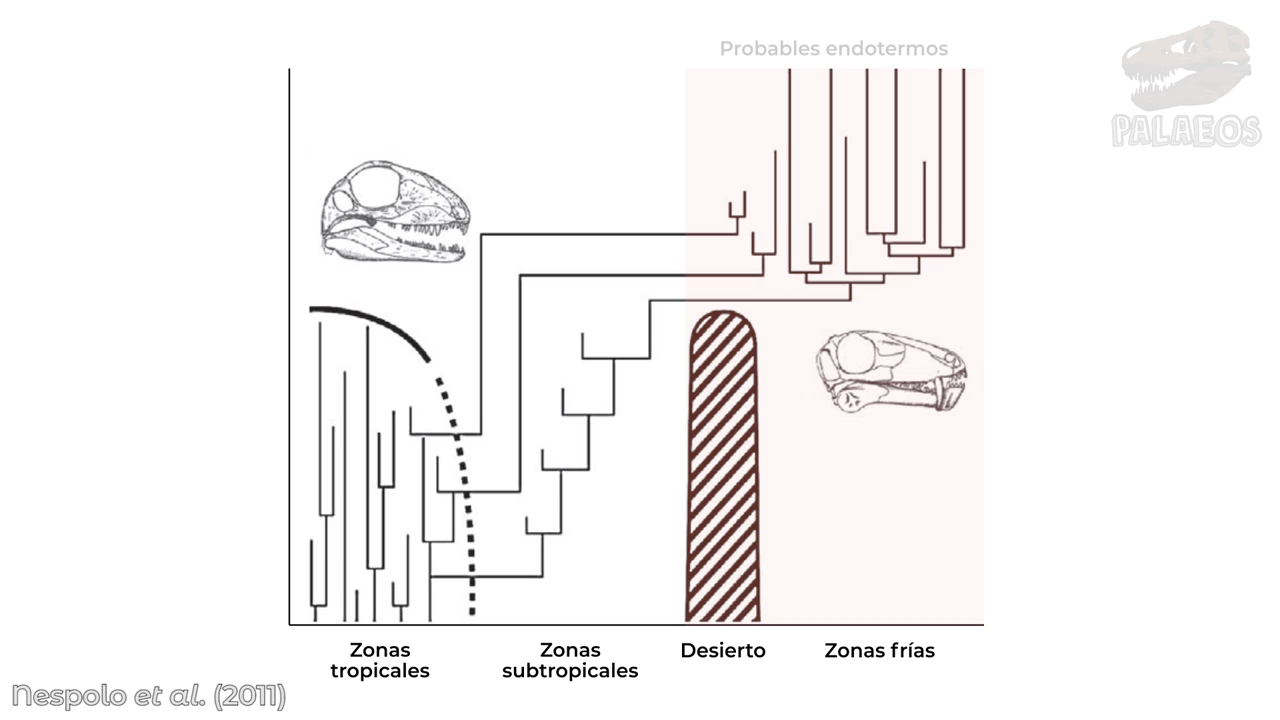 Probables endotermos
PALAEOS
Zonas
tropicales
Zonas
subtropicales
Desierto
Zonas frías
Nespolo et al. (2011)